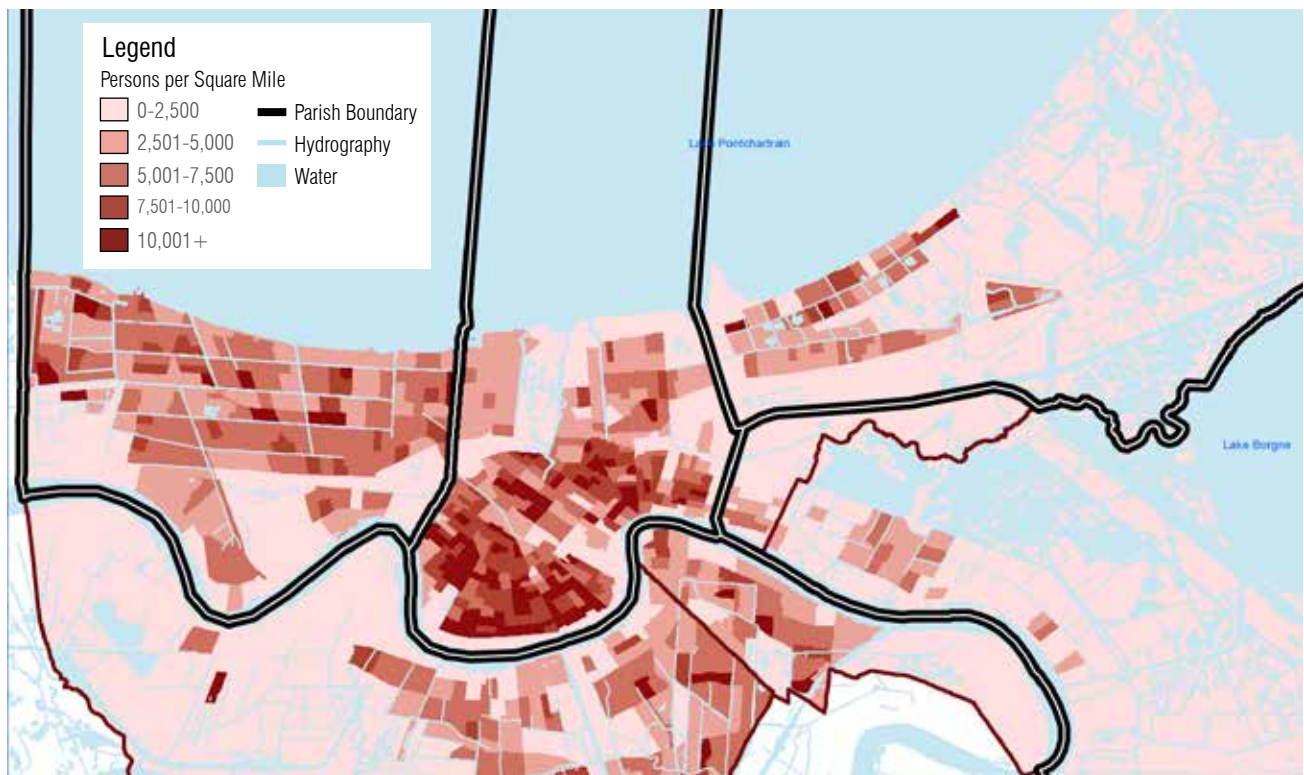 Legend
Persons per Square Mile
0-2,500
2,501-5,000
5,001-7,500
7,501-10,000
10,001+
Parish Boundary
Hydrography
Water
Pontchartrain
Lake Borgne